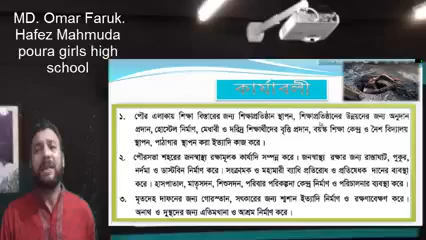 MD. Omar Faruk.
Hafez Mahmuda
poura girls high
school
কার্যাবলী
১. পৌর এলাকায় শিক্ষা বিস্তারের জন্য শিক্ষাপ্রতিষ্ঠান স্থাপন, শিক্ষাপ্রতিষ্ঠানের উন্নয়নের জন্য অনুদান
প্রদান, হোস্টেল নির্মাণ, মেধাবী ও দরিদ্র শিক্ষার্থীদের বৃত্তি প্রদান, বয়স্ক শিক্ষা কেন্দ্র ও নৈশ বিদ্যালয়
স্থাপন, পাঠাগার স্থাপন করা ইত্যাদি কাজ করে।
২. পৌরসভা শহরের জনস্বাস্থ্য রক্ষামূলক কার্যাদি সম্পন্ন করে। জনস্বাস্থ্য রক্ষার জন্য রাস্তাঘাট, পুকুর,
নর্দমা ও ডাস্টবিন নির্মাণ করে। সংক্রামক ও মহামারী ব্যাধি প্রতিরোধ ও প্রতিষেধক দানের ব্যবস্থা
করে। হাসপাতাল, মাতৃসদন, শিশুসদন, পরিবার পরিকল্পনা কেন্দ্র নির্মাণ ও পরিচালনার ব্যবস্থা করে।
৩. মৃতদেহ দাফনের জন্য গোরস্তান, সৎকারের জন্য শ্মশান ইত্যাদি নির্মাণ ও রক্ষণাবেক্ষণ করে।
অনাথ ও দুস্থদের জন্য এতিমখানা ও আশ্রম নির্মাণ করে।